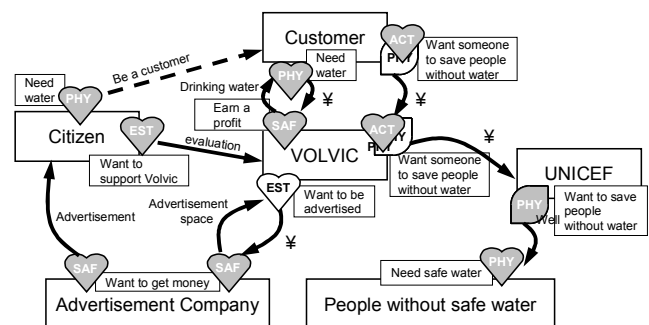 Customer
ACT
PHY
Want someone
to save people
without water
Be a customer
Need
water
PHY
Need
water
PHY
Drinking water
¥
¥
Earn a
profit
SAF
ACT
PHY
Citizen
EST
evaluation
VOLVIC
¥
Want to
support Volvic
Want someone
to save people
without water
UNICEF
EST
Want to be
advertised
PHY
Well
Want to save
people
without water
Advertisement
Advertisement
space
¥
SAF
Want to get money
SAF
Need safe water
PHY
Advertisement Company
People without safe water